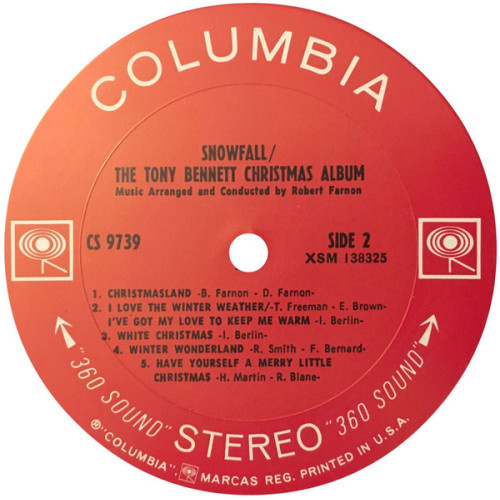 COLUMBIA
SNOWFALL/
THE TONY BENNETT CHRISTMAS ALBUM
Music Arranged and Conducted by Robert Farnon
CS 9739
SIDE 2
XSM 138325
1. CHRISTMASLAND -B. Farnon - D. Farnon-
2. I LOVE THE WINTER WEATHER/-T. Freeman - E. Brown-
I'VE GOT MY LOVE TO KEEP ME WARM -I. Berlin-
3. WHITE CHRISTMAS -I. Berlin-
4. WINTER WONDERLAND -R. Smith - F. Bernard-
5. HAVE YOURSELF A MERRY LITTLE
CHRISTMAS -H. Martin - R. Blane-
"360 SOUND" STEREO "360 SOUND"
®"COLUMBIA", MARCAS REG. PRINTED IN U.S.A.